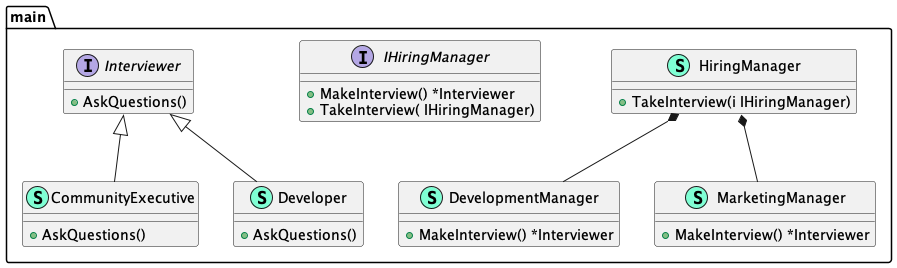 main
I Interviewer
AskQuestions()
I IHiringManager
MakeInterview() *Interviewer
TakeInterview( IHiringManager)
S HiringManager
TakeInterview(i IHiringManager)
S CommunityExecutive
AskQuestions()
S Developer
AskQuestions()
S DevelopmentManager
MakeInterview() *Interviewer
S MarketingManager
MakeInterview() *Interviewer